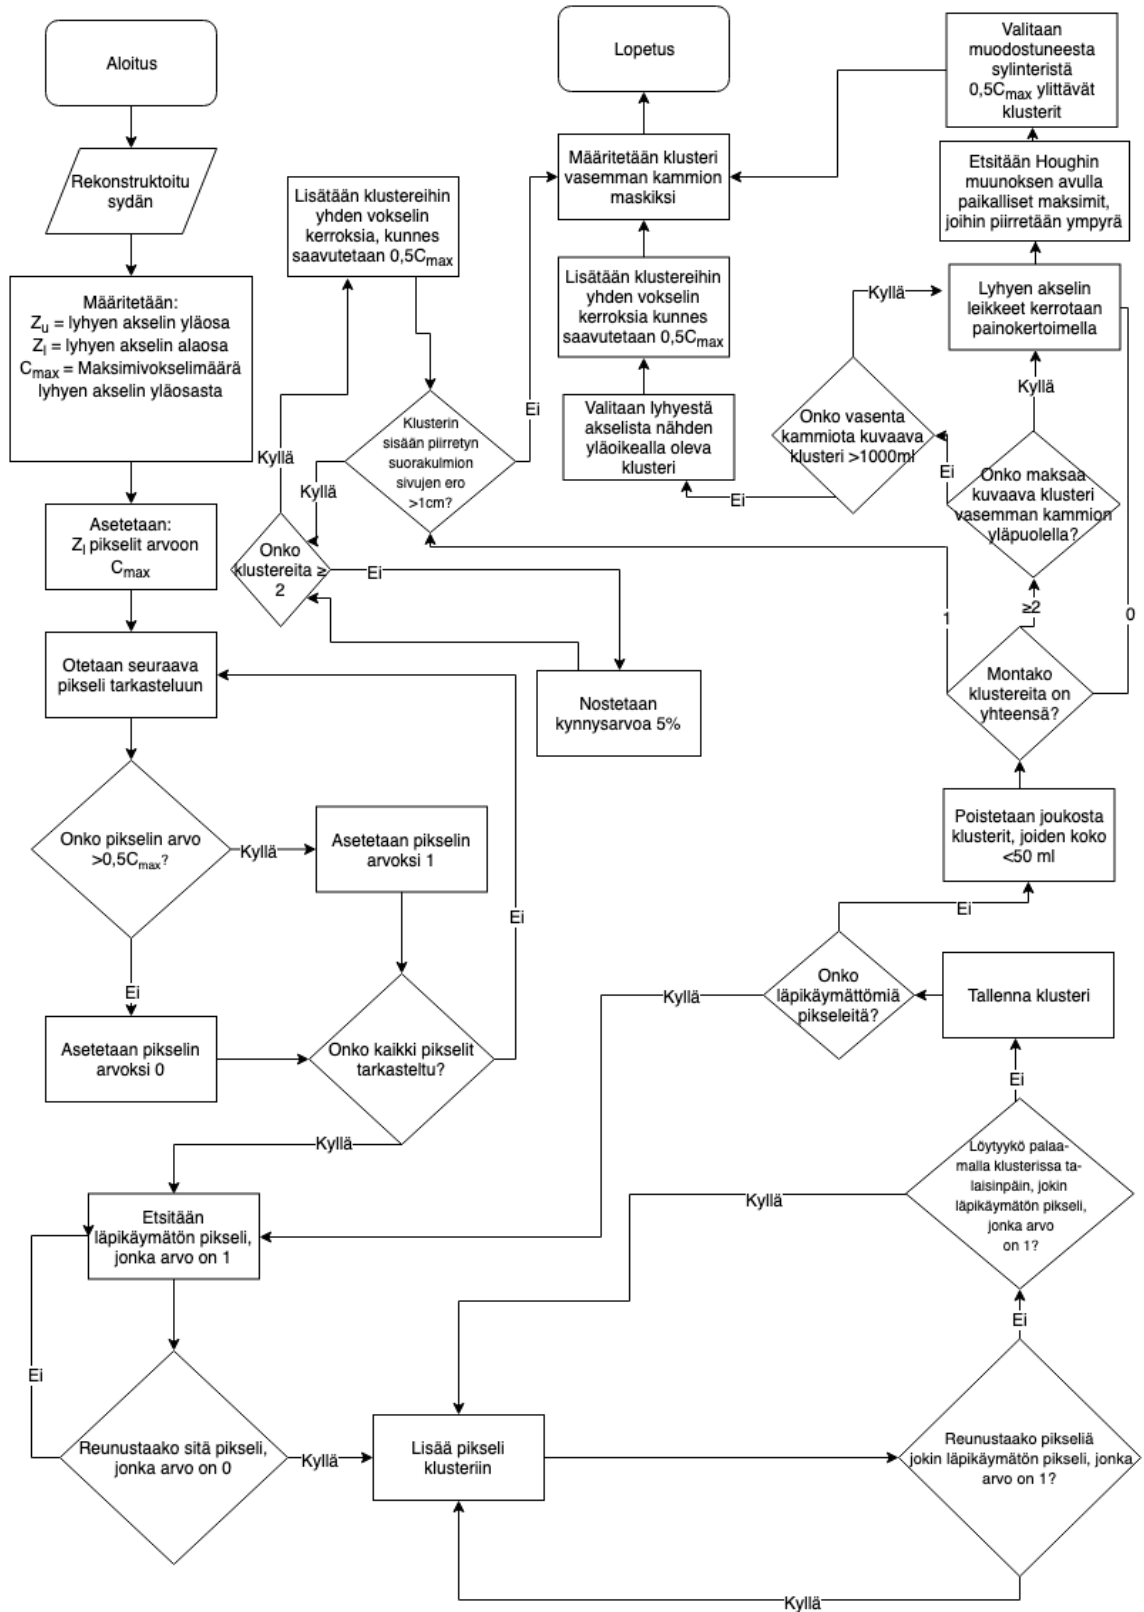 Aloitus
Rekonstruktoitu
sydän
Määritetään:
Zu = lyhyen akselin yläosa
Zl = lyhyen akselin alaosa
Cmax = Maksimivokselimäärä
lyhyen akselin yläosasta
Asetetaan:
Zl pikselit arvoon
Cmax
Otetaan seuraava
pikseli tarkasteluun
Onko pikselin arvo
>0,5Cmax?
Kyllä
Ei
Asetetaan pikselin
arvoksi 1
Asetetaan pikselin
arvoksi 0
Onko kaikki pikselit
tarkasteltu?
Ei
Kyllä
Etsitään
läpikäymätön pikseli,
jonka arvo on 1
Ei
Reunustaako sitä pikseli,
jonka arvo on 0
Kyllä
Lisää pikseli
klusteriin
Reunustaako pikseliä
jokin läpikäymätön pikseli, jonka
arvo on 1?
Kyllä
Ei
Löytyykö palaa-
malla klusterissa ta-
laisinpäin, jokin
läpikäymätön pikseli,
jonka arvo
on 1?
Kyllä
Ei
Tallenna klusteri
Onko
läpikäymättömiä
pikseleitä?
Kyllä
Ei
Poistetaan joukosta
klusterit, joiden koko
<50 ml
Montako
klustereita on
yhteensä?
1
≥2
0
Onko maksaa
kuvaava klusteri
vasemman kammion
yläpuolella?
Kyllä
Ei
Onko vasenta
kammiota kuvaava
klusteri >1000ml
Kyllä
Ei
Lyhyen akselin
leikkeet kerrotaan
painokertoimella
Etsitään Houghin
muunoksen avulla
paikalliset maksimit,
joihin piirretään ympyrä
Valitaan
muodostuneesta
sylinteristä
0,5Cmax ylittävät
klusterit
Valitaan lyhyestä
akselista nähden
yläoikealla oleva
klusteri
Lisätään klustereihin
yhden vokselin
kerroksia kunnes
saavutetaan 0,5Cmax
Määritetään klusteri
vasemman kammion
maskiksi
Lopetus
Lisätään klustereihin
yhden vokselin
kerroksia, kunnes
saavutetaan 0,5Cmax
Klusterin
sisään piirretyn
suorakulmion
sivujen ero
>1cm?
Ei
Kyllä
Onko
klustereita ≥
2
Kyllä
Ei
Nostetaan
kynnysarvoa 5%